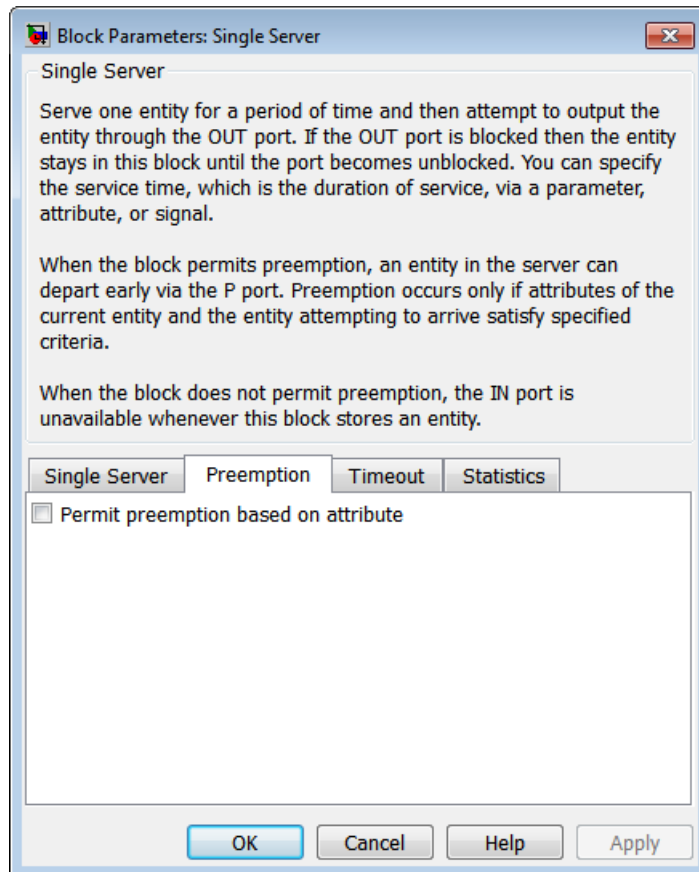 Block Parameters: Single Server
Single Server
Serve one entity for a period of time and then attempt to output the
entity through the OUT port. If the OUT port is blocked then the entity
stays in this block until the port becomes unblocked. You can specify
the service time, which is the duration of service, via a parameter,
attribute, or signal.
When the block permits preemption, an entity in the server can
depart early via the P port. Preemption occurs only if attributes of the
current entity and the entity attempting to arrive satisfy specified
criteria.
When the block does not permit preemption, the IN port is
unavailable whenever this block stores an entity.
Single Server Preemption Timeout Statistics
Permit preemption based on attribute
OK Cancel Help Apply